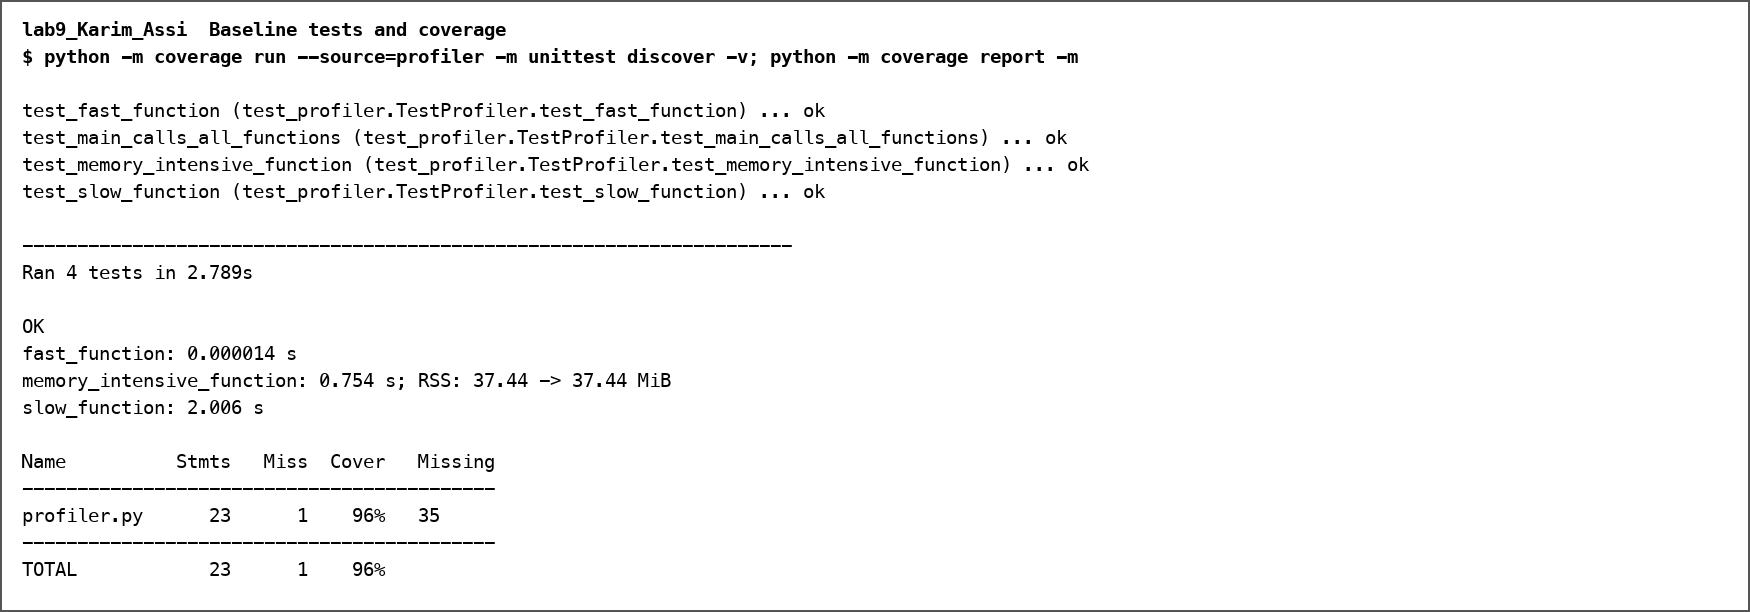 lab9_Karim_Assi  Baseline tests and coverage
$ python -m coverage run --source=profiler -m unittest discover -v; python -m coverage report -m
test_fast_function (test_profiler.TestProfiler.test_fast_function) ... ok
test_main_calls_all_functions (test_profiler.TestProfiler.test_main_calls_all_functions) ... ok
test_memory_intensive_function (test_profiler.TestProfiler.test_memory_intensive_function) ... ok
test_slow_function (test_profiler.TestProfiler.test_slow_function) ... ok
----------------------------------------------------------------------
Ran 4 tests in 2.789s
OK
fast_function: 0.000014 s
memory_intensive_function: 0.754 s; RSS: 37.44 -> 37.44 MiB
slow_function: 2.006 s
Name          Stmts   Miss  Cover   Missing
-------------------------------------------
profiler.py      23      1    96%   35
-------------------------------------------
TOTAL            23      1    96%